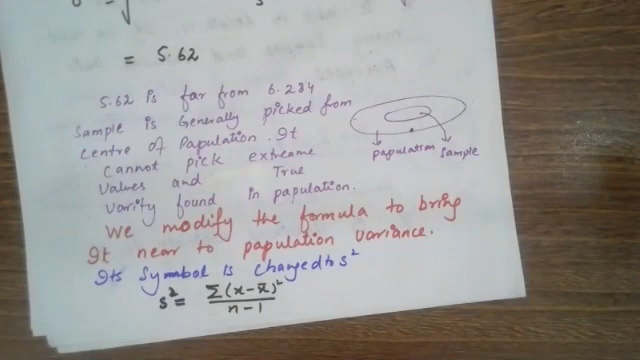 = 5.62
5.62 is far from 6.284
Sample is Generally picked from
Centre of Papulation. It
Cannot pick extreame
Values and True
varity found in papulation.
papulation Sample
We modify the formula to bring
It near to papulation variance.
Its Symbol is changed to s²
s² = Σ(x-x̄)² / n-1